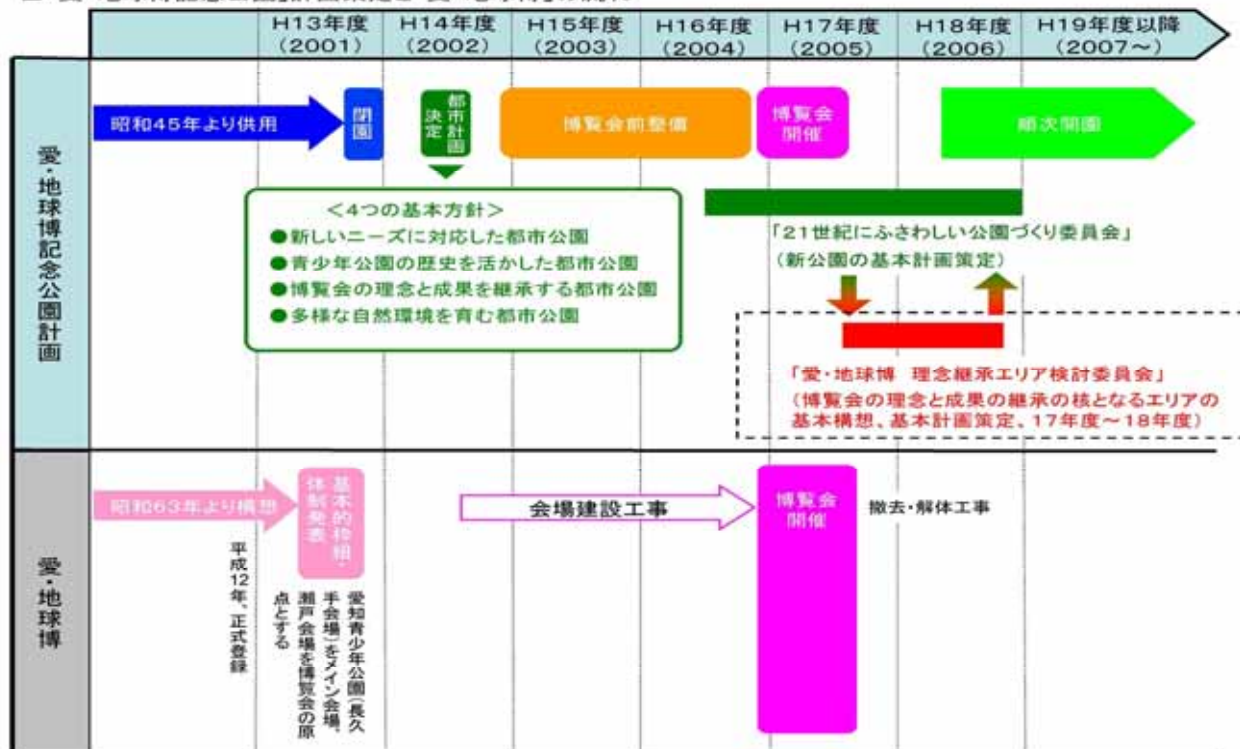 H13年度
(2001)
H14年度
(2002)
H15年度
(2003)
H16年度
(2004)
H17年度
(2005)
H18年度
(2006)
H19年度以降
(2007～)
愛・地球博記念公園計画
昭和45年より供用
閉園
都市計画
決定
博覧会前整備
博覧会
開催
順次開園
＜4つの基本方針＞
●新しいニーズに対応した都市公園
●青少年公園の歴史を活かした都市公園
●博覧会の理念と成果を継承する都市公園
●多様な自然環境を育む都市公園
「21世紀にふさわしい公園づくり委員会」
(新公園の基本計画策定)
「愛・地球博 理念継承エリア検討委員会」
(博覧会の理念と成果の継承の核となるエリアの
基本構想、基本計画策定、17年度～18年度)
愛・地球博
昭和63年より構想
基本的枠組・
体制発表
会場建設工事
博覧会
開催
撤去・解体工事
平成12年、正式登録
愛知青少年公園(長久
手会場)をメイン会場、
瀬戸会場を博覧会の原
点とする